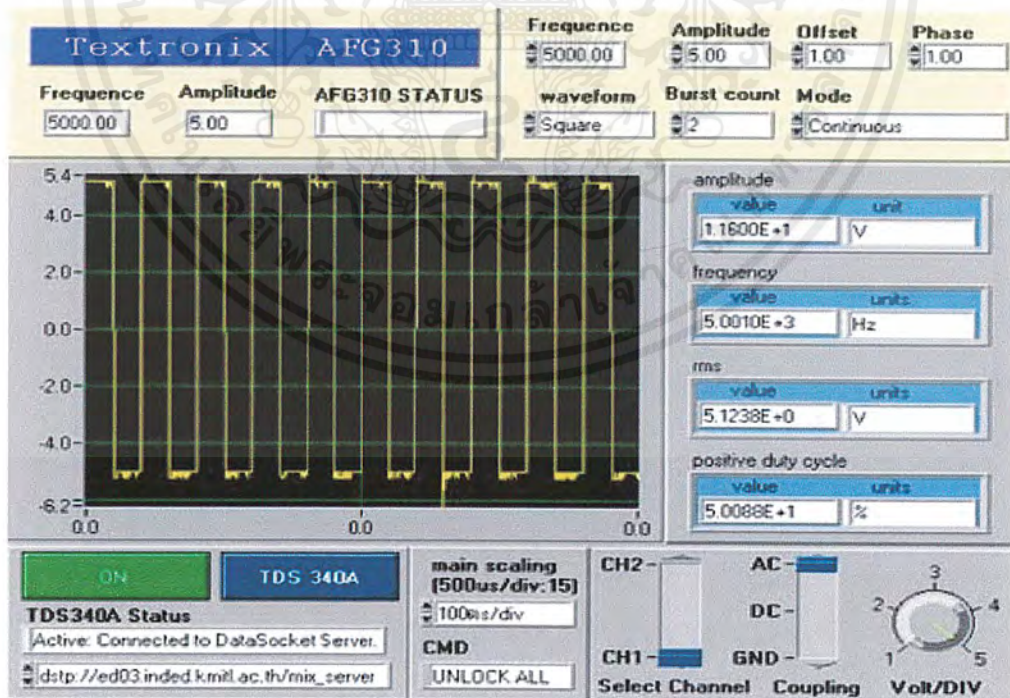 Textronix AFG310
Frequence Amplitude AFG310 STATUS
5000.00 5.00
Frequence Amplitude Offset Phase
5000.00 5.00 1.00 1.00
waveform Burst count Mode
Square 2 Continuous
5.4
4.0
2.0
0.0
-2.0
-4.0
-6.2
0.0 0.0 0.0
amplitude
value unit
1.1600E+1 V
frequency
value units
5.0010E+3 Hz
rms
value units
5.1238E+0 V
positive duty cycle
value units
5.0088E+1 %
ON TDS 340A
TDS340A Status
Active: Connected to DataSocket Server.
dstp://ed03.inded.kmitl.ac.th/mix_server
main scaling
(500us/div:15)
100ms/div
CMD
UNLOCK ALL
CH2
CH1
Select Channel
AC
DC
GND
Coupling
1 2 3 4 5
Volt/DIV